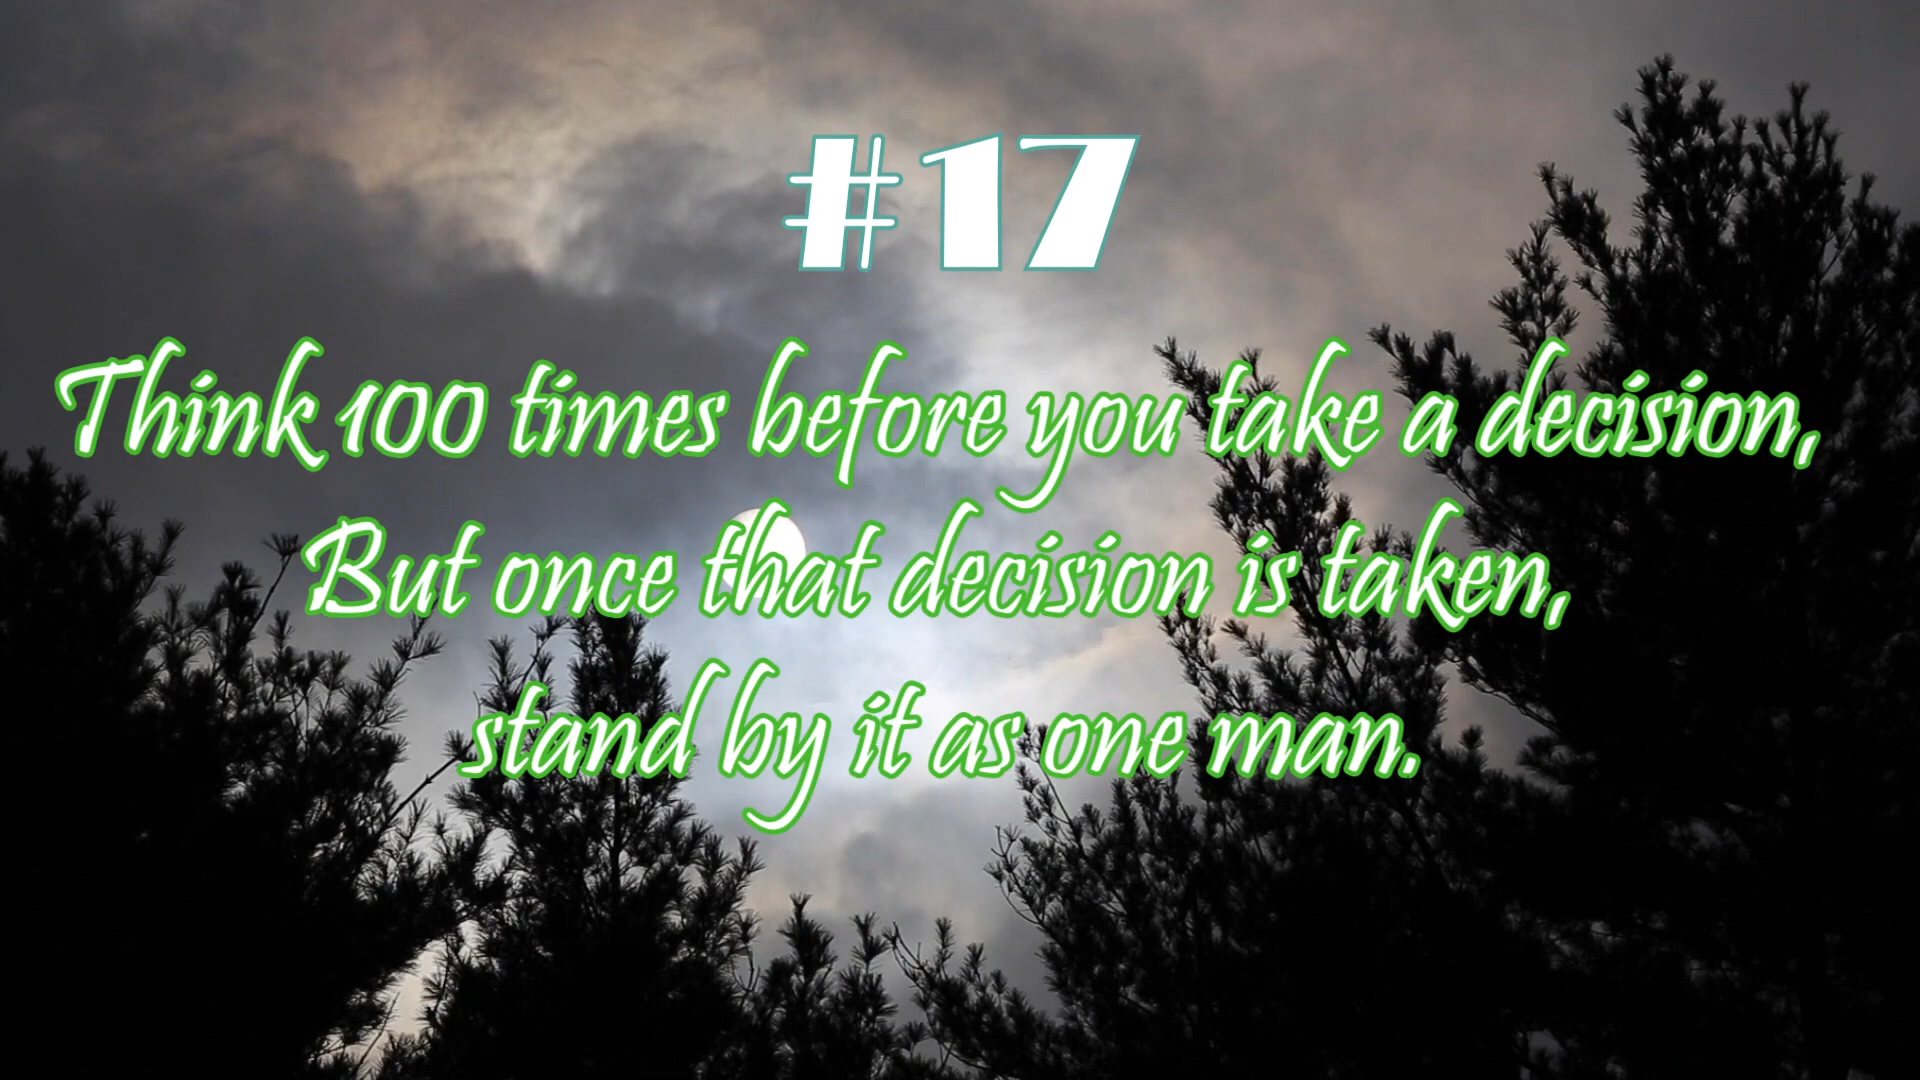 #17
Think 100 times before you take a decision,
But once that decision is taken,
stand by it as one man.